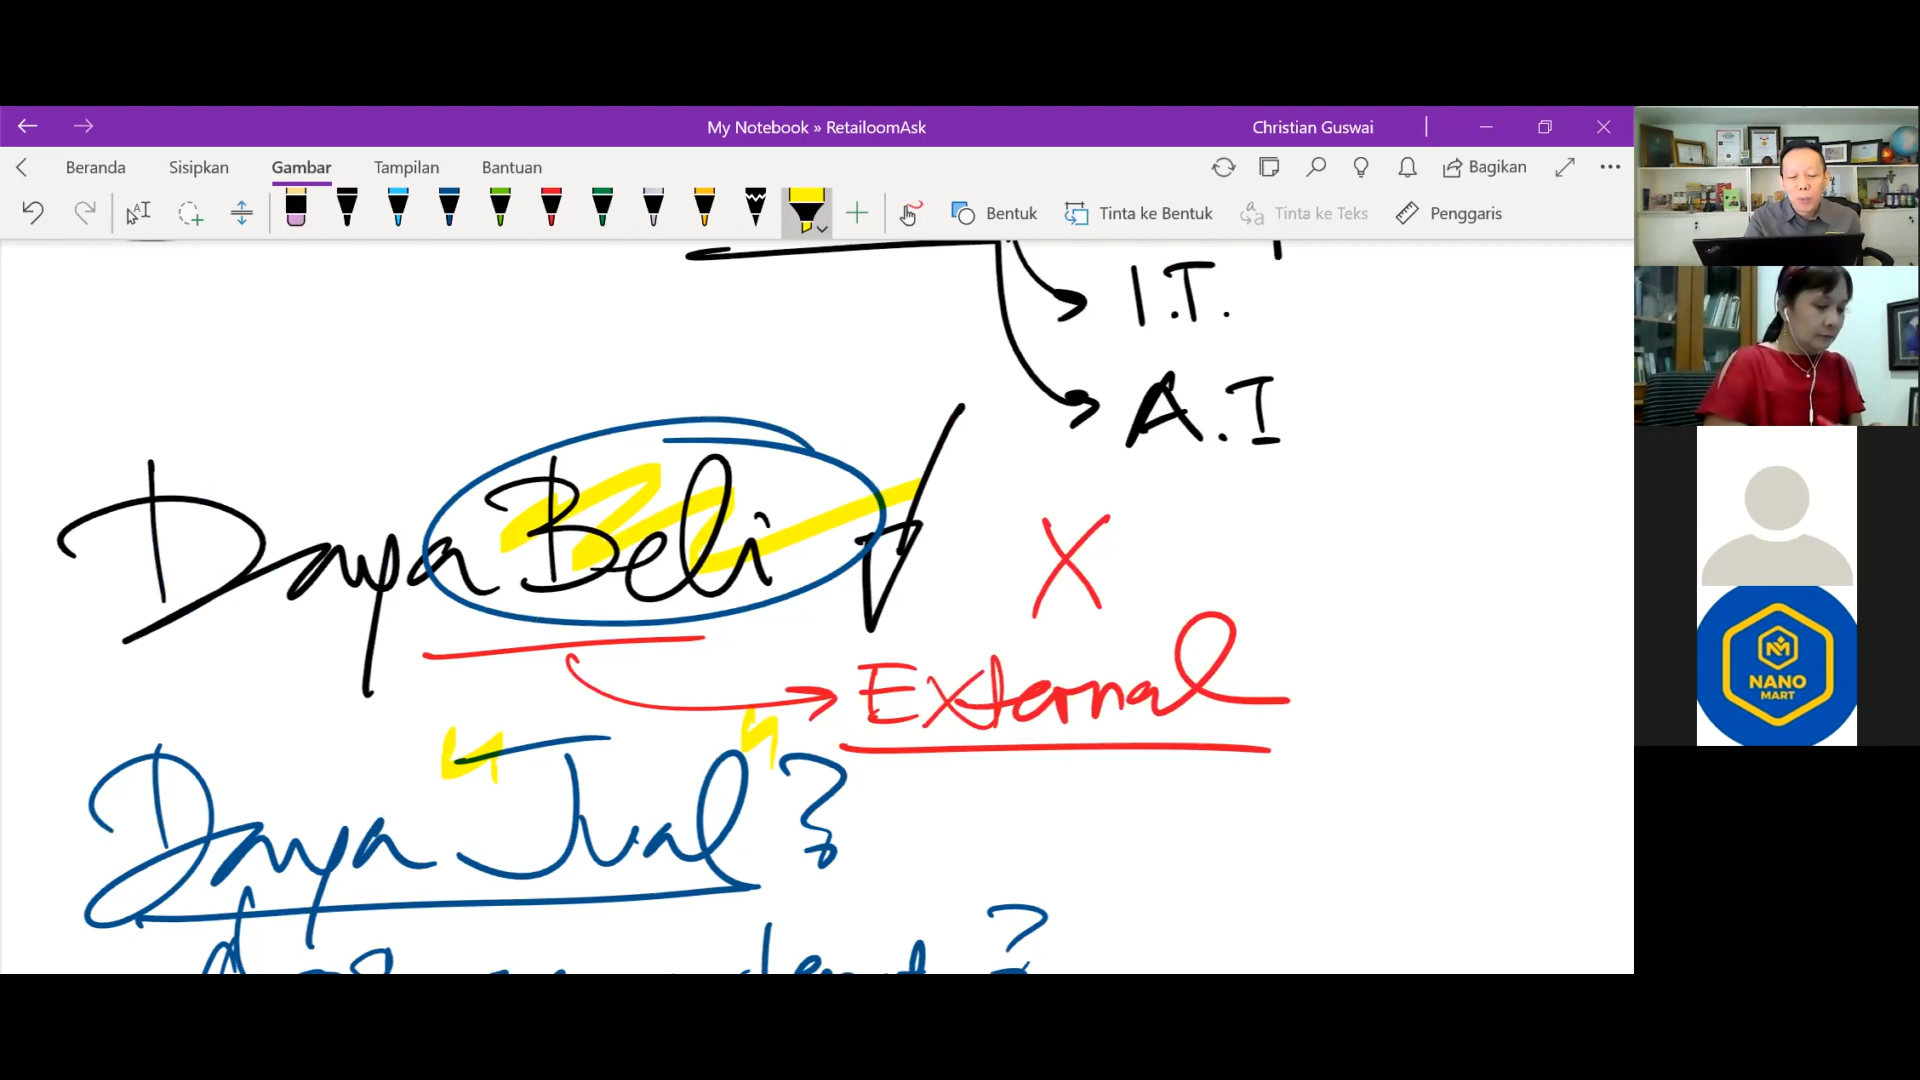 My Notebook » RetailoomAsk
Christian Guswai
Beranda
Sisipkan
Gambar
Tampilan
Bantuan
Bagikan
Bentuk
Tinta ke Bentuk
Tinta ke Teks
Penggaris
I.T.
A.I
Daya Beli
X
External
Daya Jual ?
?
NANO
MART